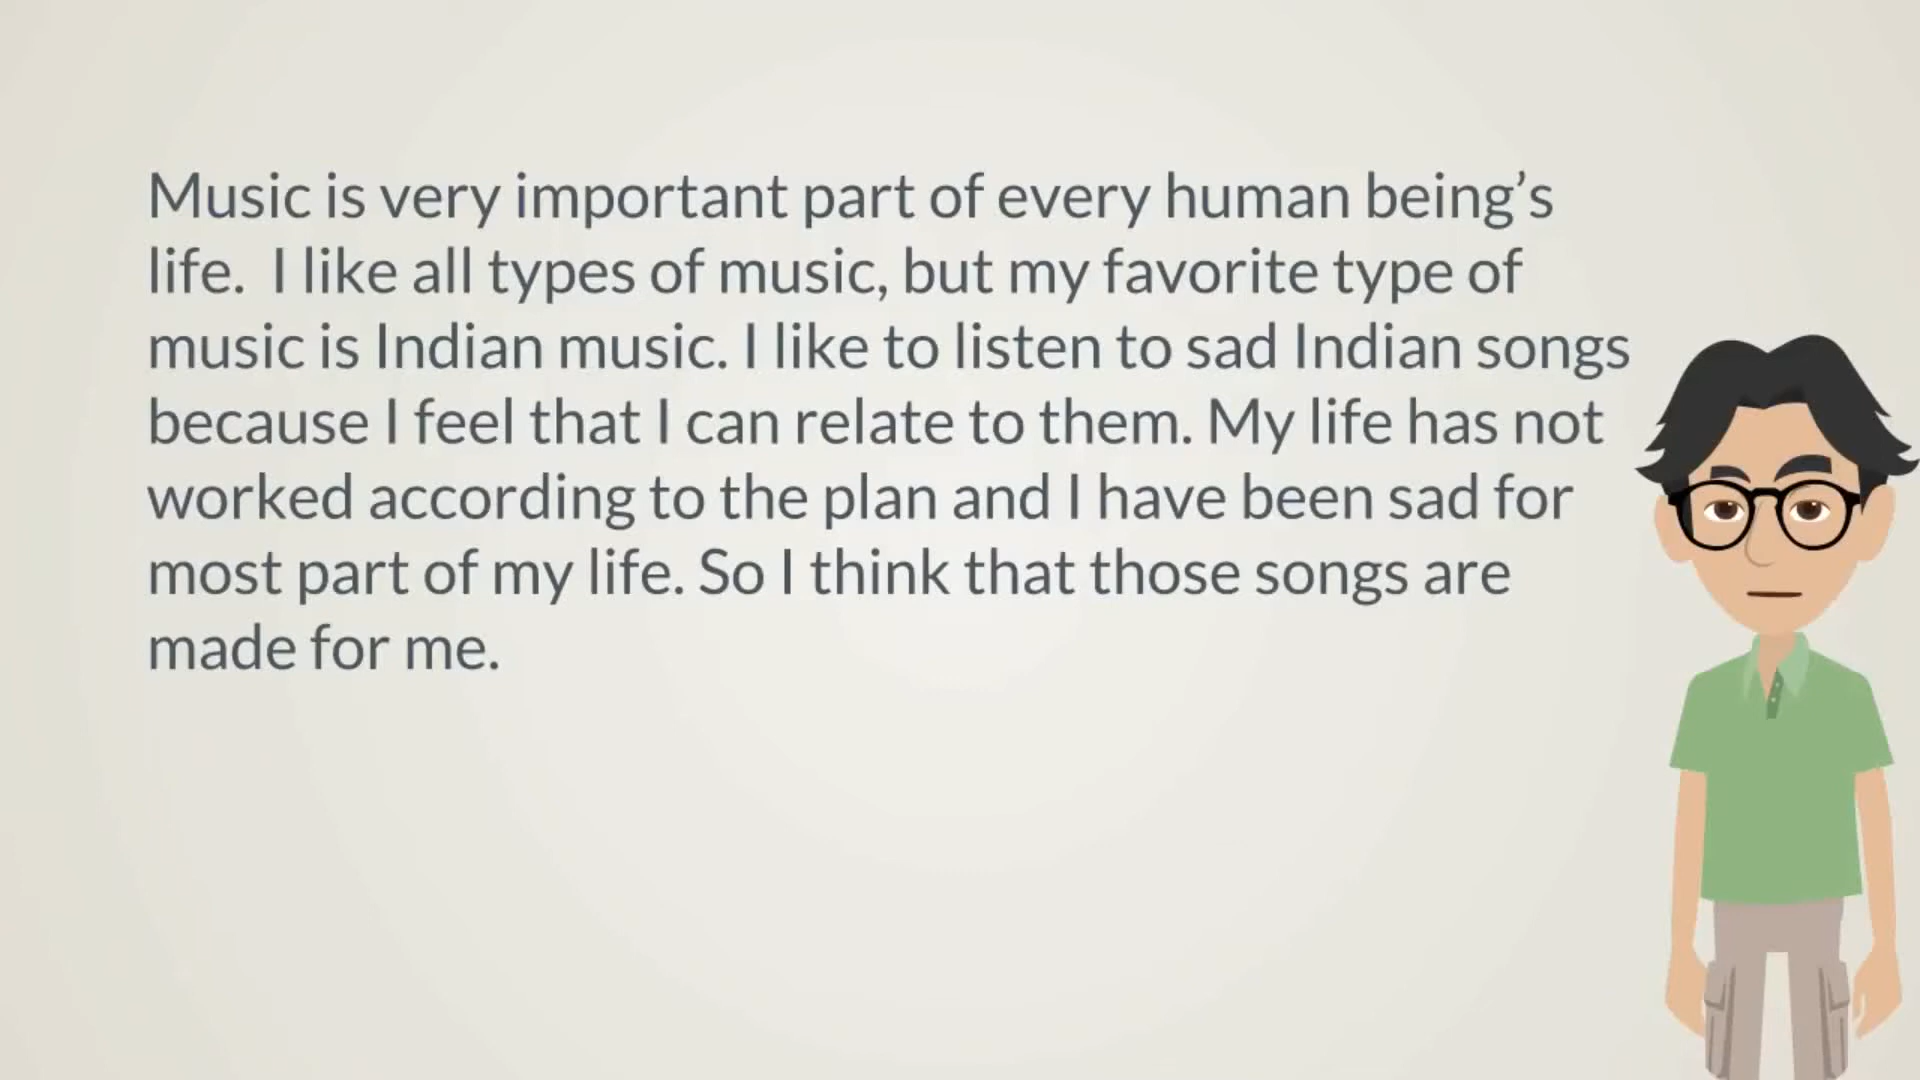 Music is very important part of every human being’s
life.  I like all types of music, but my favorite type of
music is Indian music. I like to listen to sad Indian songs
because I feel that I can relate to them. My life has not
worked according to the plan and I have been sad for
most part of my life. So I think that those songs are
made for me.